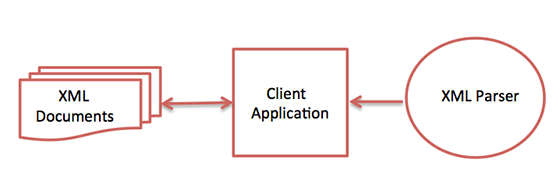 XML
Documents
Client
Application
XML Parser